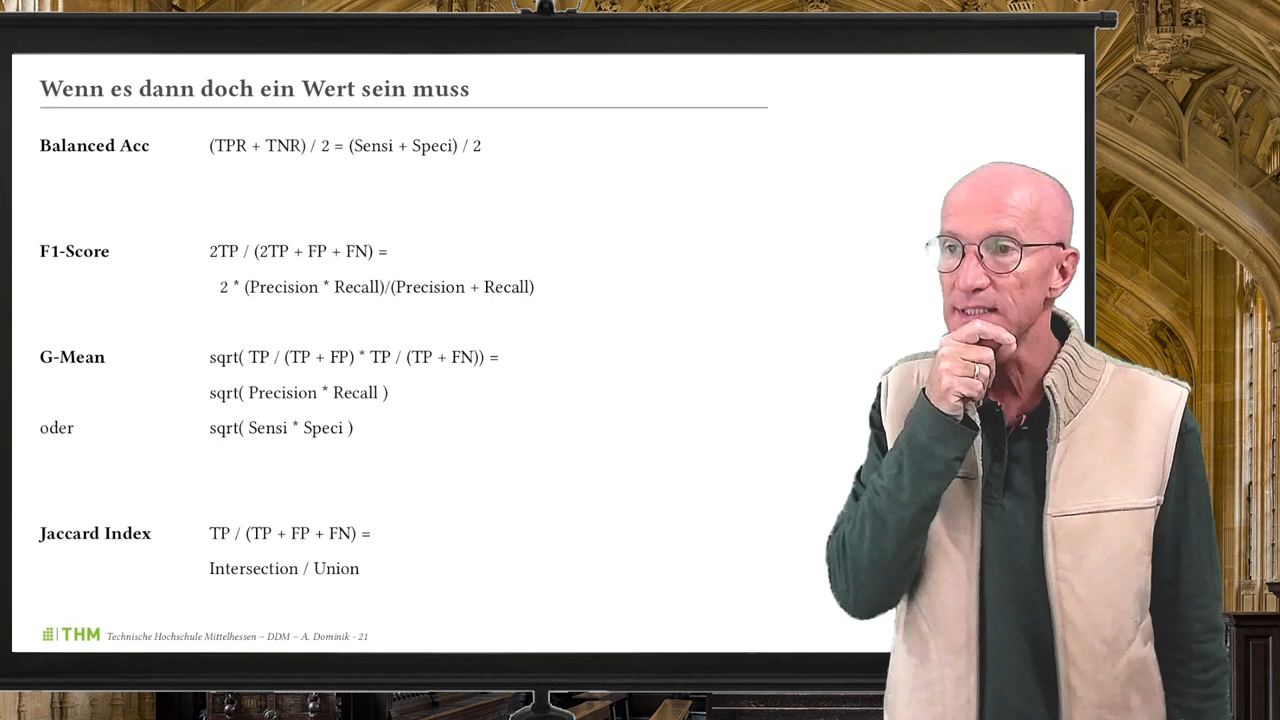 Wenn es dann doch ein Wert sein muss
Balanced Acc (TPR + TNR) / 2 = (Sensi + Speci) / 2
F1-Score 2TP / (2TP + FP + FN) =
2 * (Precision * Recall)/(Precision + Recall)
G-Mean sqrt( TP / (TP + FP) * TP / (TP + FN)) =
sqrt( Precision * Recall )
oder sqrt( Sensi * Speci )
Jaccard Index TP / (TP + FP + FN) =
Intersection / Union
THM Technische Hochschule Mittelhessen – DDM – A. Dominik - 21